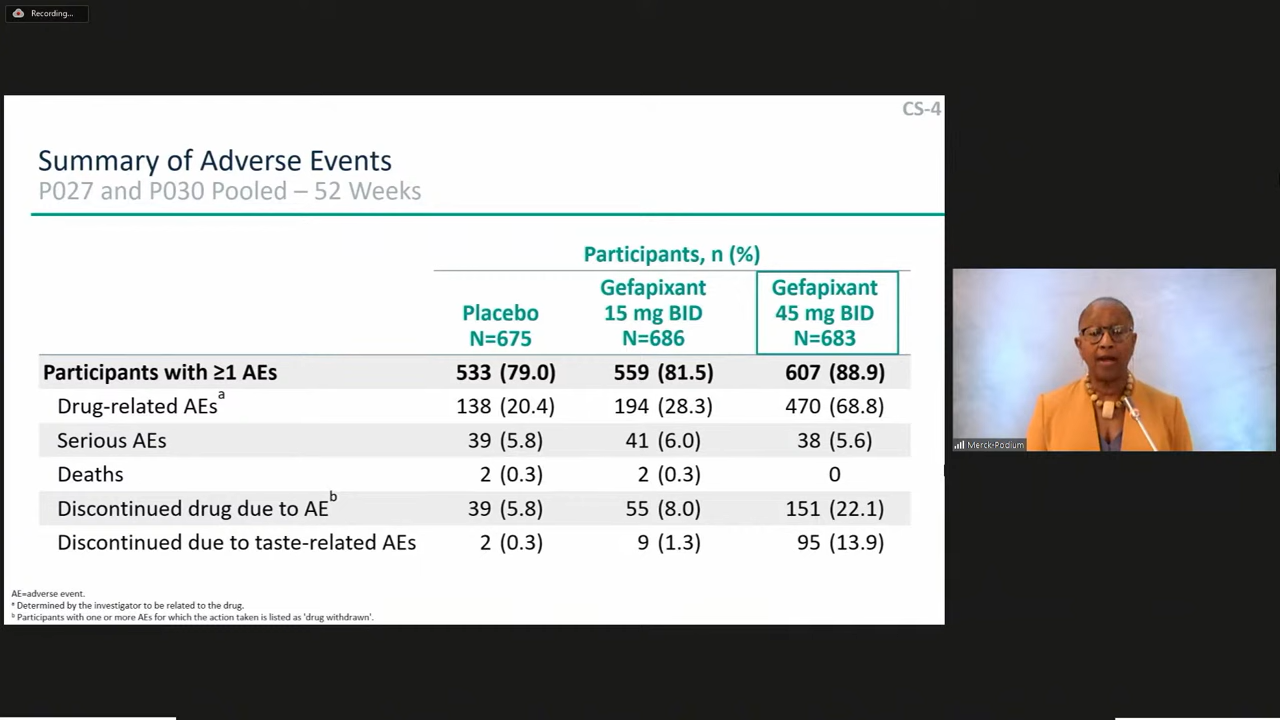 Recording...
CS-4
Summary of Adverse Events
P027 and P030 Pooled – 52 Weeks
Participants, n (%)
Placebo N=675 Gefapixant 15 mg BID N=686 Gefapixant 45 mg BID N=683
Participants with ≥1 AEs 533 (79.0) 559 (81.5) 607 (88.9)
Drug-related AEsᵃ 138 (20.4) 194 (28.3) 470 (68.8)
Serious AEs 39 (5.8) 41 (6.0) 38 (5.6)
Deaths 2 (0.3) 2 (0.3) 0
Discontinued drug due to AEᵇ 39 (5.8) 55 (8.0) 151 (22.1)
Discontinued due to taste-related AEs 2 (0.3) 9 (1.3) 95 (13.9)
AE=adverse event.
ᵃ Determined by the investigator to be related to the drug.
ᵇ Participants with one or more AEs for which the action taken is listed as 'drug withdrawn'.
Merck-Podium